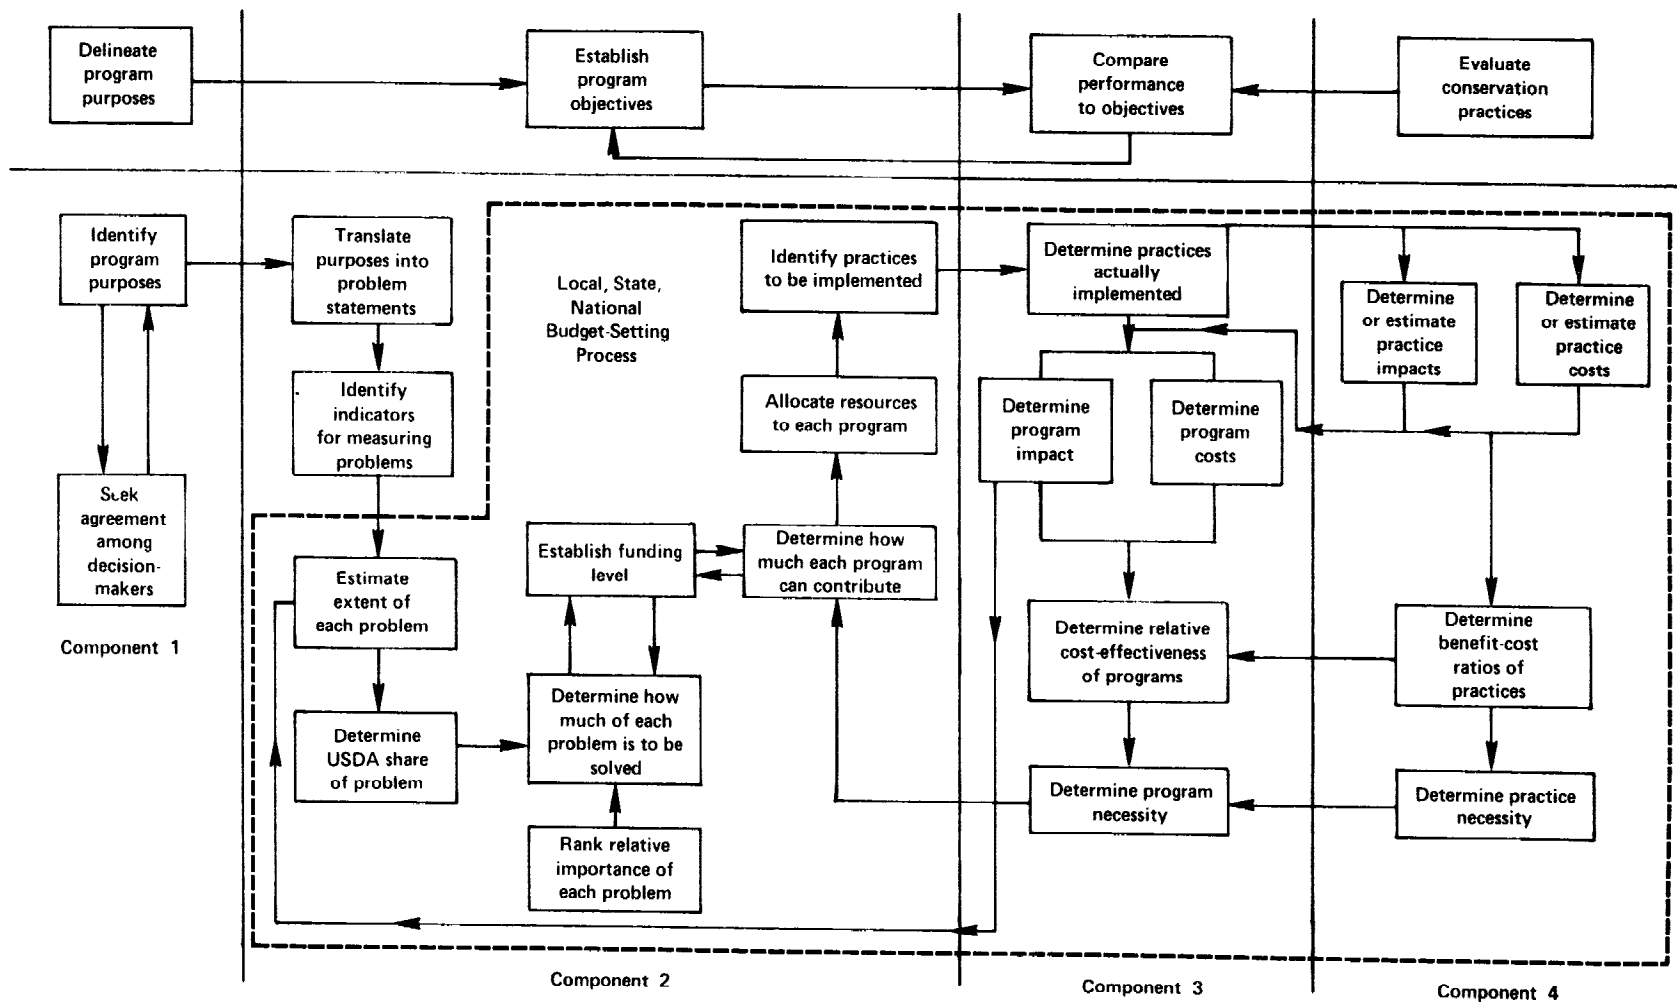 Delineate
program
purposes
Establish
program
objectives
Compare
performance
to objectives
Evaluate
conservation
practices
Identify
program
purposes
Seek
agreement
among
decision-
makers
Component 1
Translate
purposes into
problem
statements
Identify
indicators
for measuring
problems
Estimate
extent of
each problem
Determine
USDA share
of problem
Local, State,
National
Budget-Setting
Process
Establish funding
level
Determine how
much of each
problem is to be
solved
Rank relative
importance of
each problem
Identify practices
to be implemented
Allocate resources
to each program
Determine how
much each program
can contribute
Component 2
Determine practices
actually
implemented
Determine
program
impact
Determine
program
costs
Determine relative
cost-effectiveness
of programs
Determine program
necessity
Component 3
Determine
or estimate
practice
impacts
Determine
or estimate
practice
costs
Determine
benefit-cost
ratios of
practices
Determine practice
necessity
Component 4